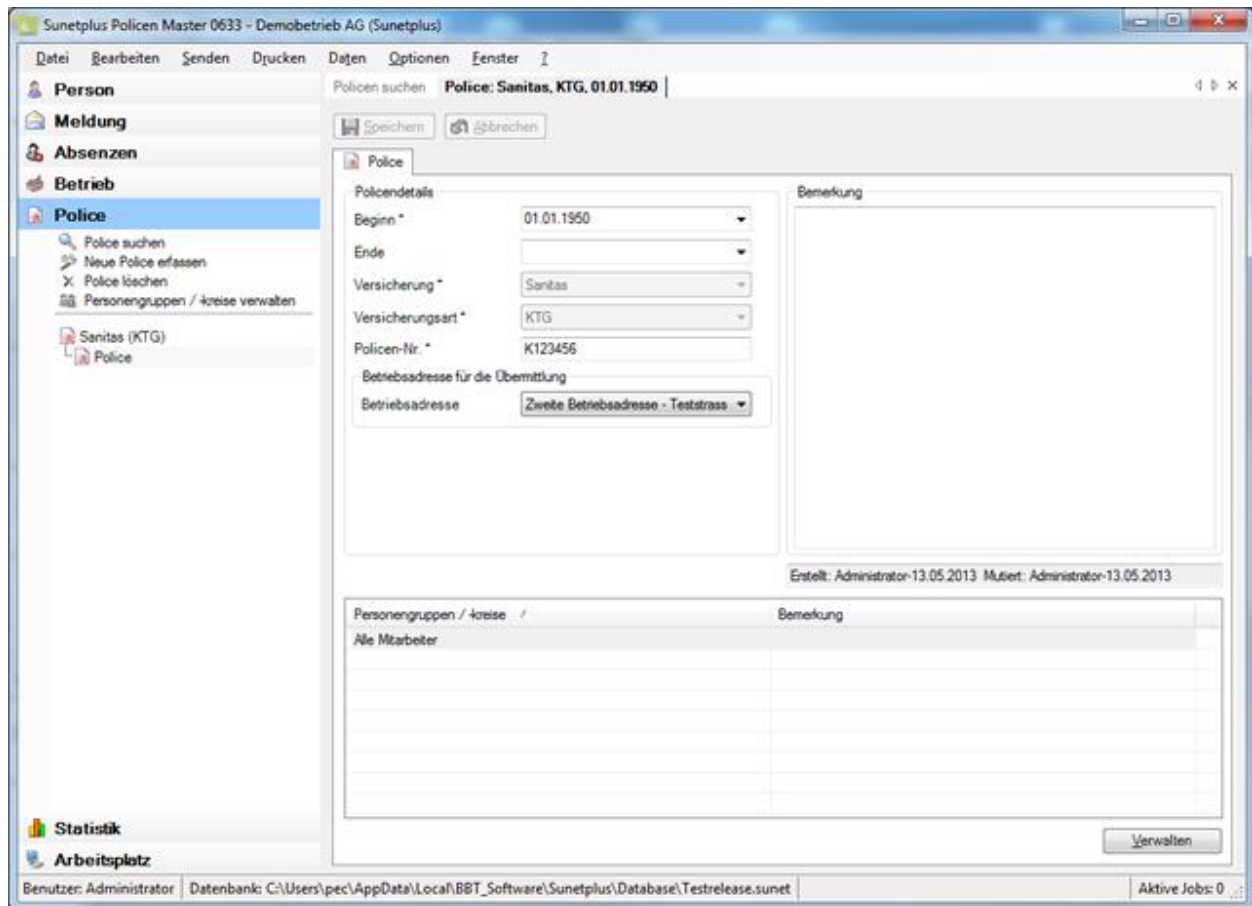 Sunetplus Policen Master 0633 - Demobetrieb AG (Sunetplus)
Datei Bearbeiten Senden Drucken Daten Optionen Fenster ?
Person
Meldung
Absenzen
Betrieb
Police
Police suchen
Neue Police erfassen
Police löschen
Personengruppen / -kreise verwalten
Sanitas (KTG)
Police
Statistik
Arbeitsplatz
Policen suchen Police: Sanitas, KTG, 01.01.1950
Speichern Abbrechen
Police
Policendetails
Beginn * 01.01.1950
Ende
Versicherung * Sanitas
Versicherungsart * KTG
Policen-Nr. * K123456
Betriebsadresse für die Übermittlung
Betriebsadresse Zweite Betriebsadresse - Teststrass
Bemerkung
Erstellt: Administrator-13.05.2013 Mutiert: Administrator-13.05.2013
Personengruppen / -kreise Bemerkung
Alle Mitarbeiter
Verwalten
Benutzer: Administrator Datenbank: C:\Users\pec\AppData\Local\BBT_Software\Sunetplus\Database\Testrelease.sunet Aktive Jobs: 0